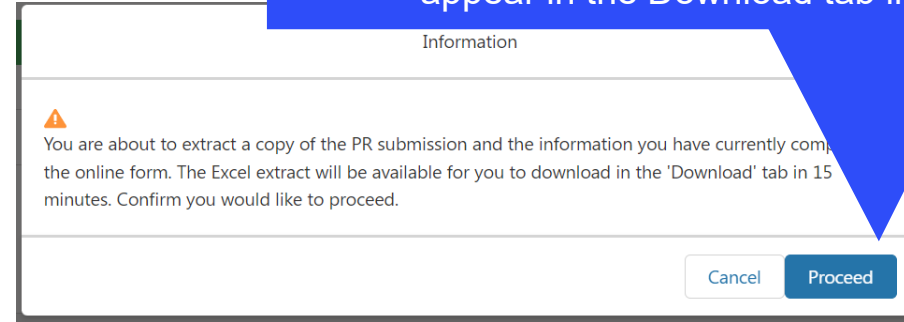 appear in the Download tab in
Information
You are about to extract a copy of the PR submission and the information you have currently
the online form. The Excel extract will be available for you to download in the 'Download' tab in 15
minutes. Confirm you would like to proceed.
Cancel
Proceed